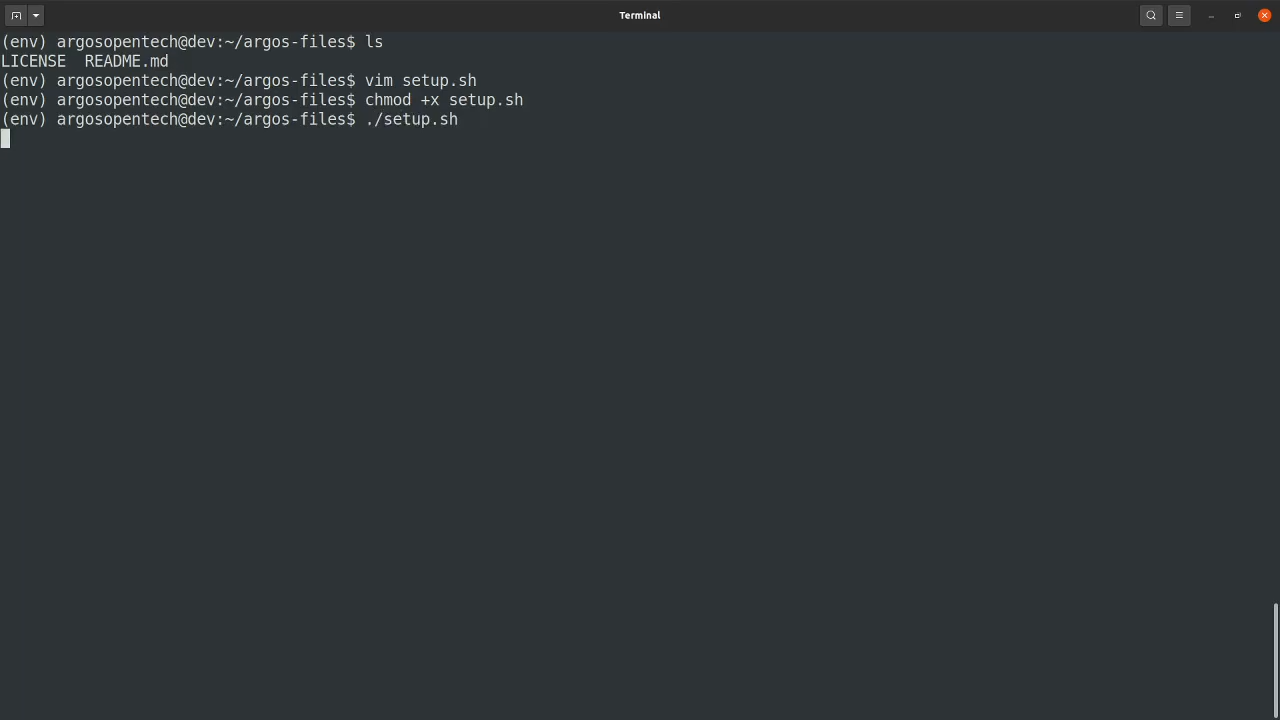 Terminal
(env) argosopentech@dev:~/argos-files$ ls
LICENSE  README.md
(env) argosopentech@dev:~/argos-files$ vim setup.sh
(env) argosopentech@dev:~/argos-files$ chmod +x setup.sh
(env) argosopentech@dev:~/argos-files$ ./setup.sh